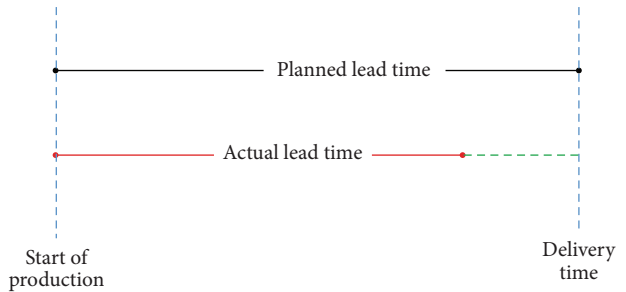 Planned lead time
Actual lead time
Start of
production
Delivery
time